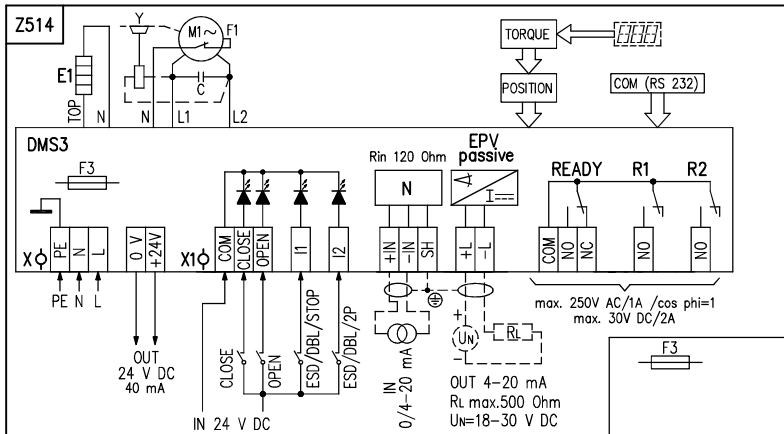 Z514
Y
M1~
F1
E1
C
TOP
N
N
L1
L2
TORQUE
POSITION
COM (RS 232)
DMS3
F3
Rin 120 Ohm
N
EPV
passive
I
READY
R1
R2
X
PE
N
L
0 V
+24V
X1
COM
CLOSE
OPEN
I1
I2
+IN
-IN
SH
+L
-L
COM
NO
NC
NO
NO
PE N L
OUT
24 V DC
40 mA
CLOSE
OPEN
ESD/DBL/STOP
ESD/DBL/2P
IN 24 V DC
IN
0/4-20 mA
+
UN
-
RL
OUT 4-20 mA
RL max.500 Ohm
UN=18-30 V DC
max. 250V AC/1A /cos phi=1
max. 30V DC/2A
F3